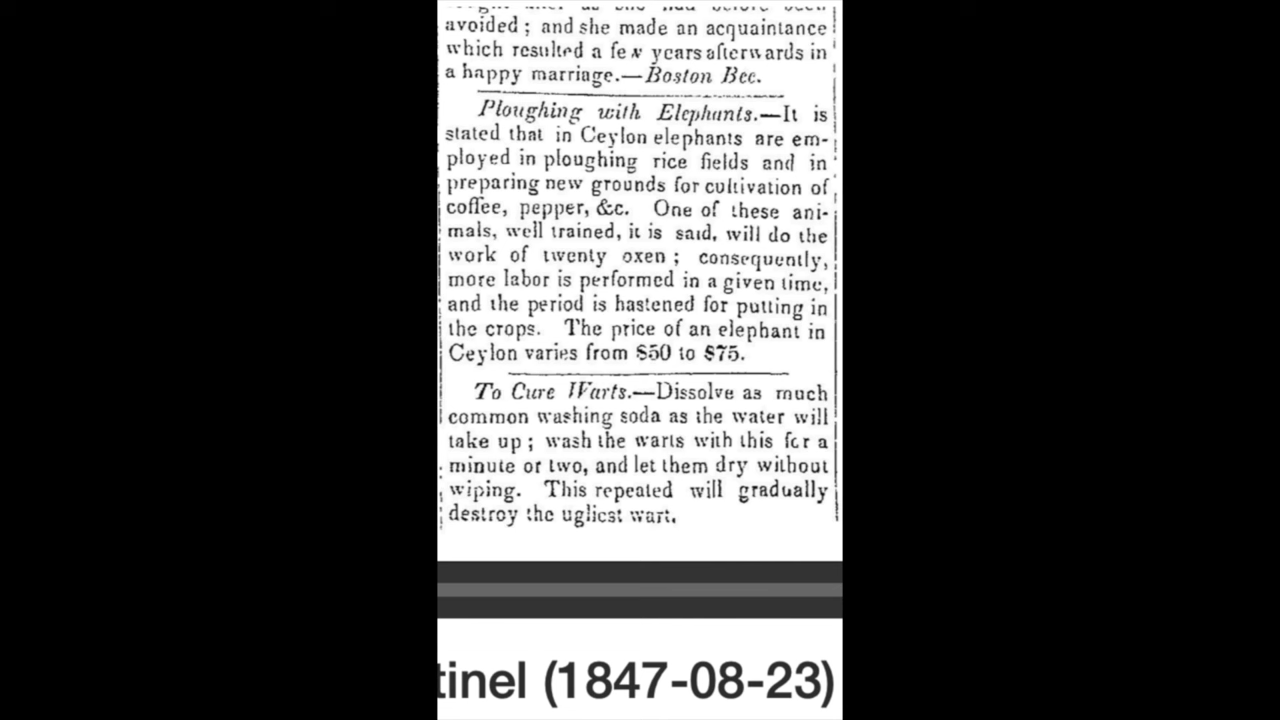 avoided ; and she made an acquaintance
which resulted a few years afterwards in
a happy marriage.—Boston Bee.
Ploughing with Elephants.—It is
stated that in Ceylon elephants are em-
ployed in ploughing rice fields and in
preparing new grounds for cultivation of
coffee, pepper, &c. One of these ani-
mals, well trained, it is said, will do the
work of twenty oxen ; consequently,
more labor is performed in a given time,
and the period is hastened for putting in
the crops. The price of an elephant in
Ceylon varies from $50 to $75.
To Cure Warts.—Dissolve as much
common washing soda as the water will
take up ; wash the warts with this for a
minute or two, and let them dry without
wiping. This repeated will gradually
destroy the ugliest wart.
tinel (1847-08-23)